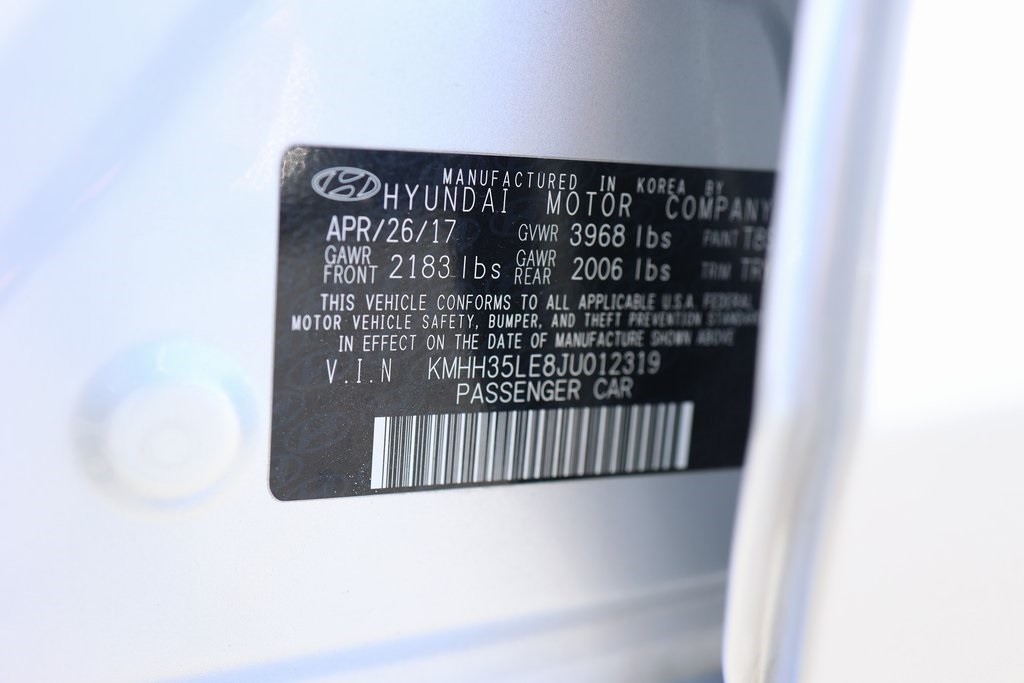 MANUFACTURED IN KOREA BY
HYUNDAI MOTOR COMPANY
APR/26/17 GVWR 3968 lbs PAINT
GAWR FRONT 2183 lbs GAWR REAR 2006 lbs TRIM
THIS VEHICLE CONFORMS TO ALL APPLICABLE U.S.A. FEDERAL
MOTOR VEHICLE SAFETY, BUMPER, AND THEFT PREVENTION
IN EFFECT ON THE DATE OF MANUFACTURE SHOWN ABOVE
V.I.N KMHH35LE8JU012319
PASSENGER CAR